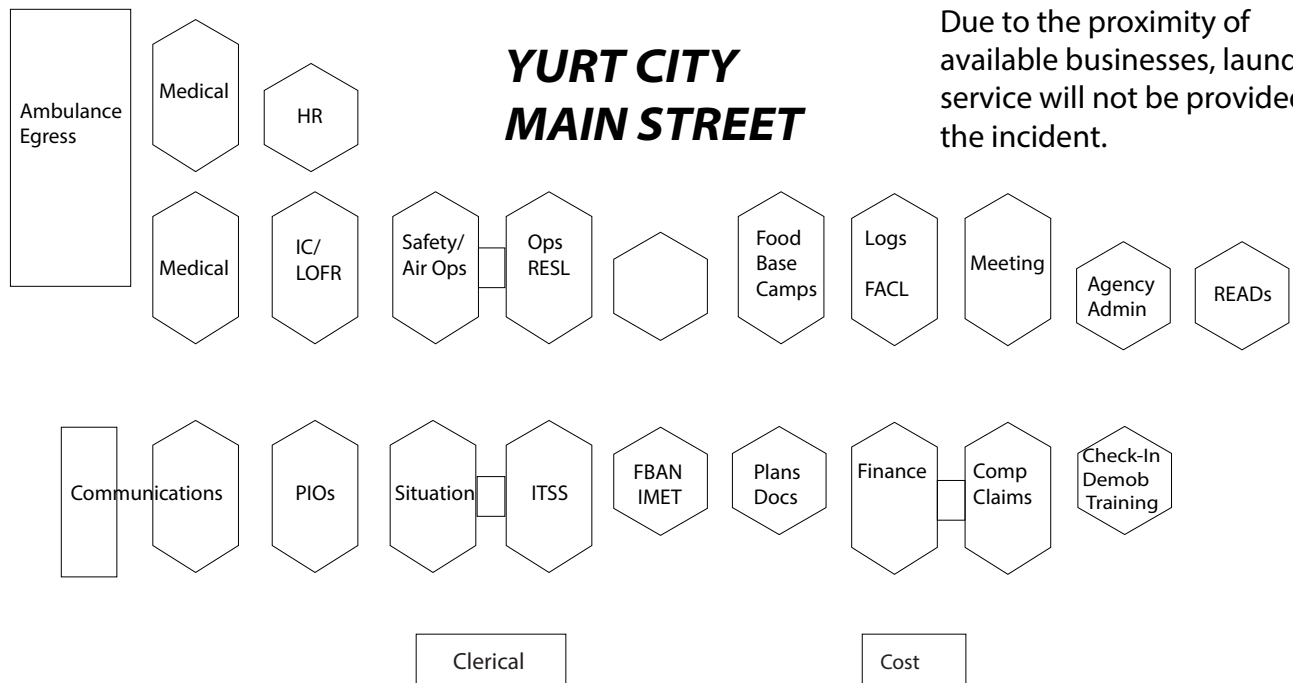 Ambulance
Egress
Medical
HR
YURT CITY
MAIN STREET
Due to the proximity of
available businesses,
service will not be
the incident.
Medical
IC/
LOFR
Safety/
Air Ops
Ops
RESL
Food
Base
Camps
Logs
FACL
Meeting
Agency
Admin
READs
Communications
PIOs
Situation
ITSS
FBAN
IMET
Plans
Docs
Finance
Comp
Claims
Check-In
Demob
Training
Clerical
Cost